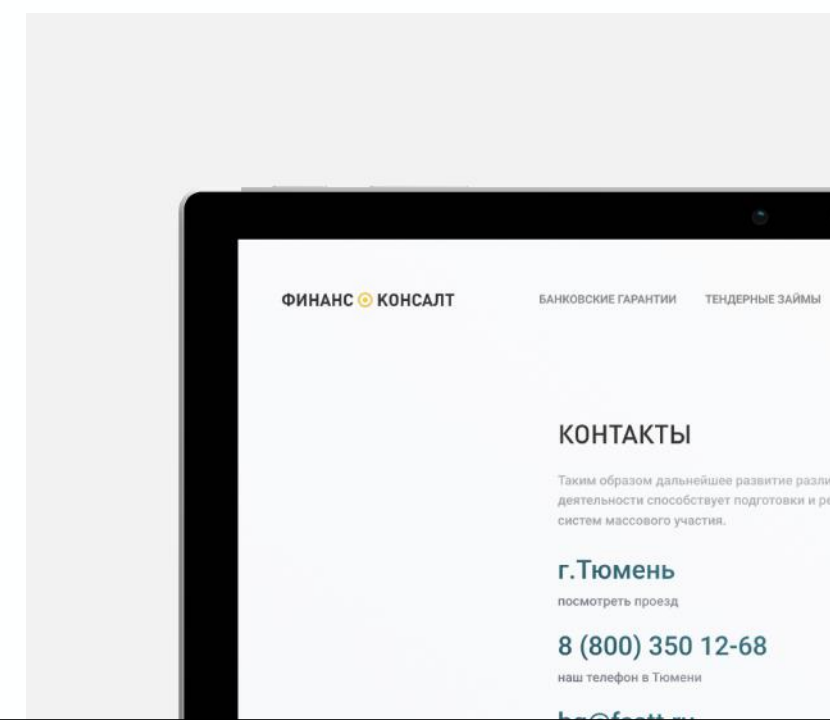 ФИНАНС КОНСАЛТ
БАНКОВСКИЕ ГАРАНТИИ ТЕНДЕРНЫЕ ЗАЙМЫ
КОНТАКТЫ
Таким образом дальнейшее развитие
деятельности способствует подготовки и
систем массового участия.
г.Тюмень
посмотреть проезд
8 (800) 350 12-68
наш телефон в Тюмени